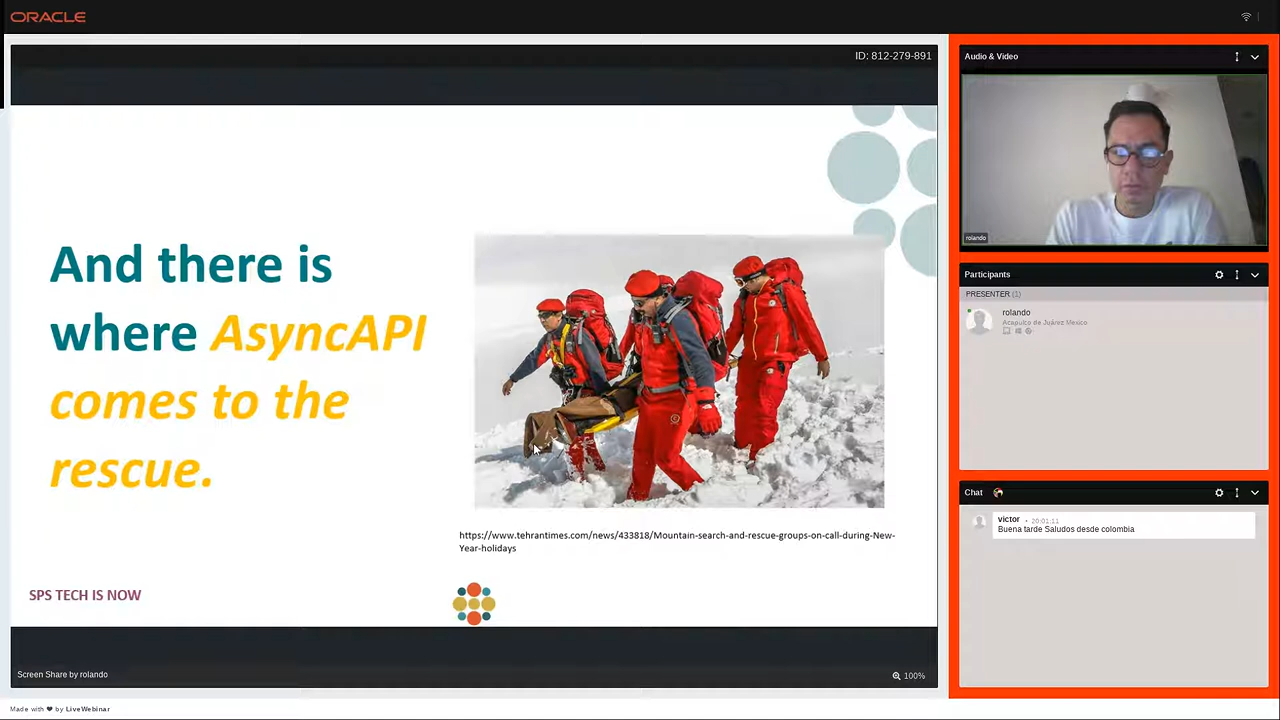 ORACLE
ID: 812-279-891
And there is
where AsyncAPI
comes to the
rescue.
https://www.tehrantimes.com/news/433818/Mountain-search-and-rescue-groups-on-call-during-New-
Year-holidays
SPS TECH IS NOW
Screen Share by rolando
100%
Audio & Video
rolando
Participants
PRESENTER (1)
rolando
Acapulco de Juárez Mexico
Chat
victor • 20:01:11
Buena tarde Saludos desde colombia
Made with ❤ by LiveWebinar